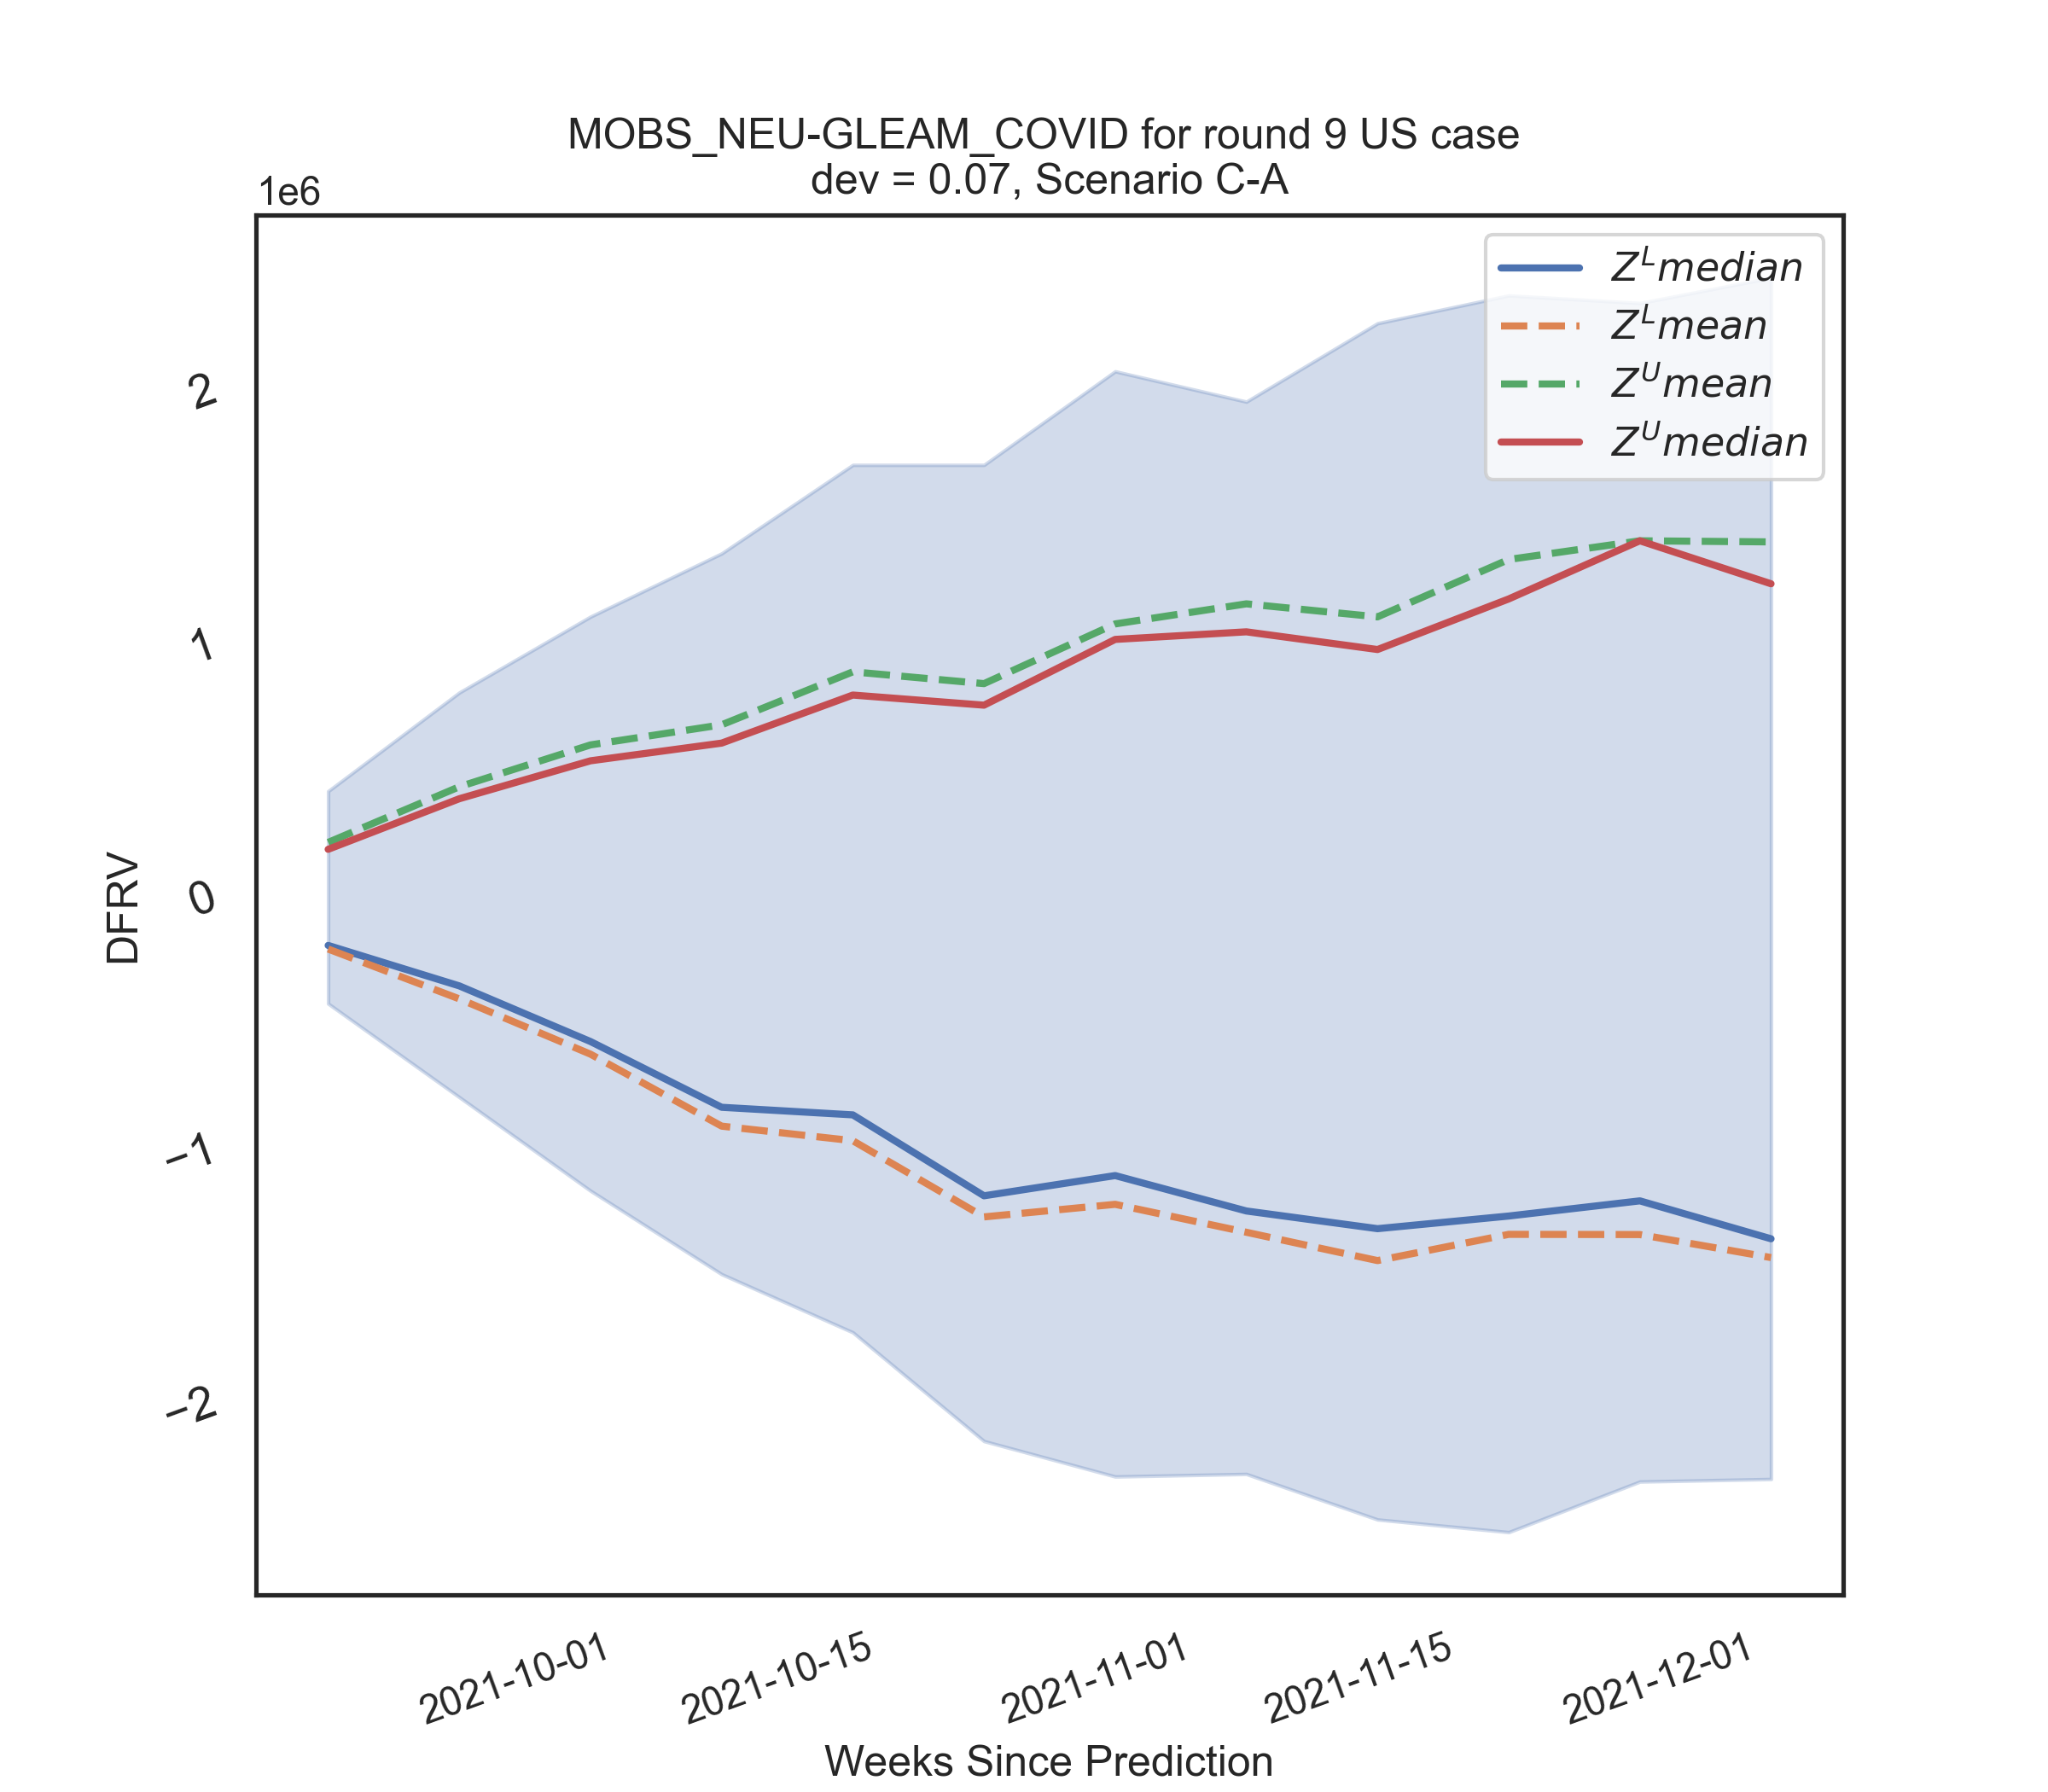 MOBS_NEU-GLEAM_COVID for round 9 US case
dev = 0.07, Scenario C-A
1e6
Z^L median
Z^L mean
Z^U mean
Z^U median
2
1
0
−1
−2
DFRV
2021-10-01
2021-10-15
2021-11-01
2021-11-15
2021-12-01
Weeks Since Prediction